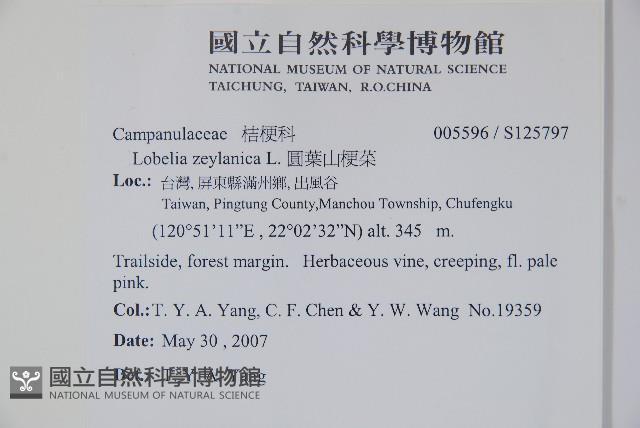 國立自然科學博物館
NATIONAL MUSEUM OF NATURAL SCIENCE
TAICHUNG, TAIWAN, R.O.CHINA
Campanulaceae 桔梗科 005596 / S125797
Lobelia zeylanica L. 圓葉山梗菜
Loc.: 台灣, 屏東縣滿州鄉, 出風谷
Taiwan, Pingtung County,Manchou Township, Chufengku
(120°51’11”E , 22°02’32”N) alt. 345 m.
Trailside, forest margin. Herbaceous vine, creeping, fl. pale
pink.
Col.: T. Y. A. Yang, C. F. Chen & Y. W. Wang No.19359
Date: May 30 , 2007
Det.: T. Y. A. Yang
國立自然科學博物館
NATIONAL MUSEUM OF NATURAL SCIENCE